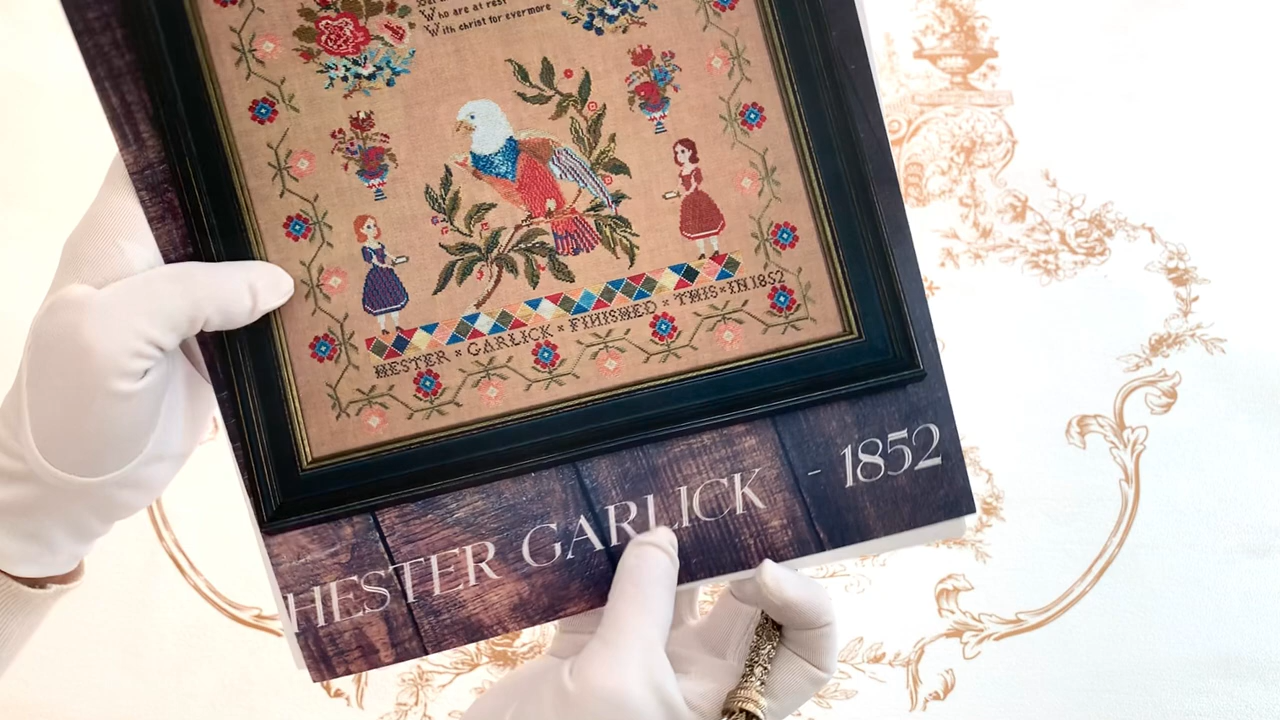 Who are at rest
With christ for evermore
HESTER × GARLICK × FINISHED × THIS × IN 1852
HESTER GARLICK - 1852